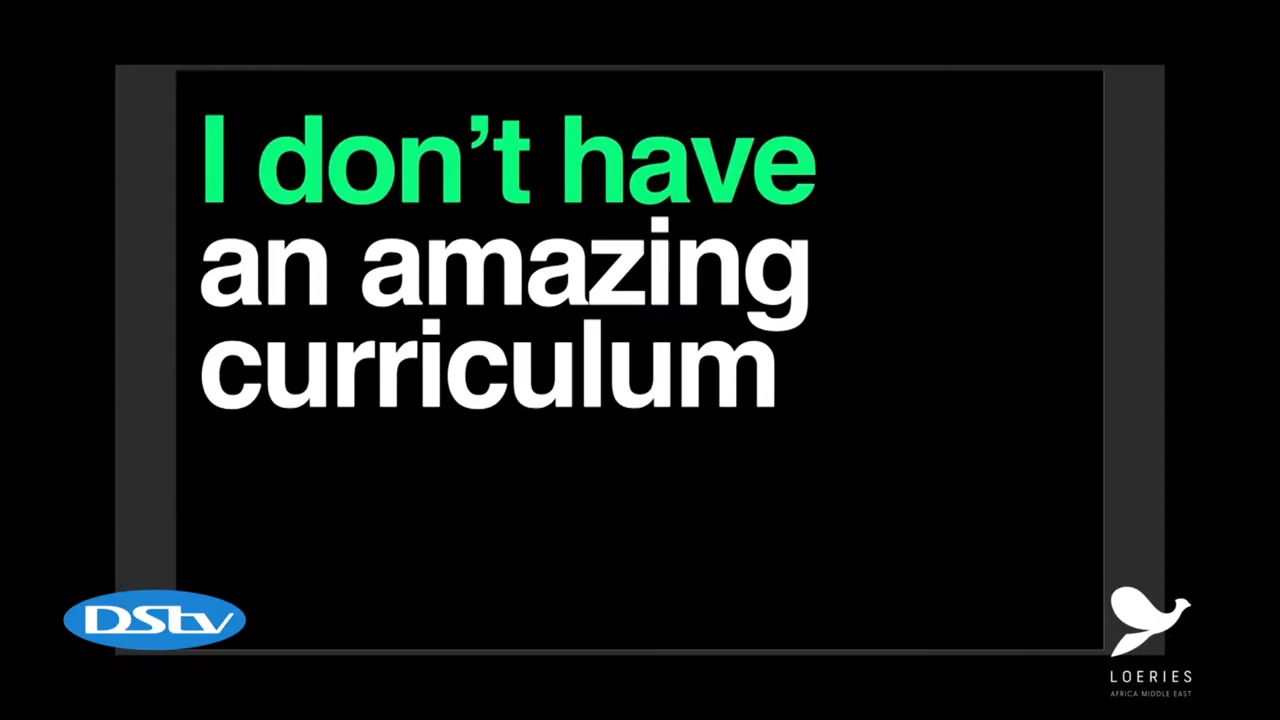 I don’t have
an amazing
curriculum
DStv
LOERIES
AFRICA MIDDLE EAST